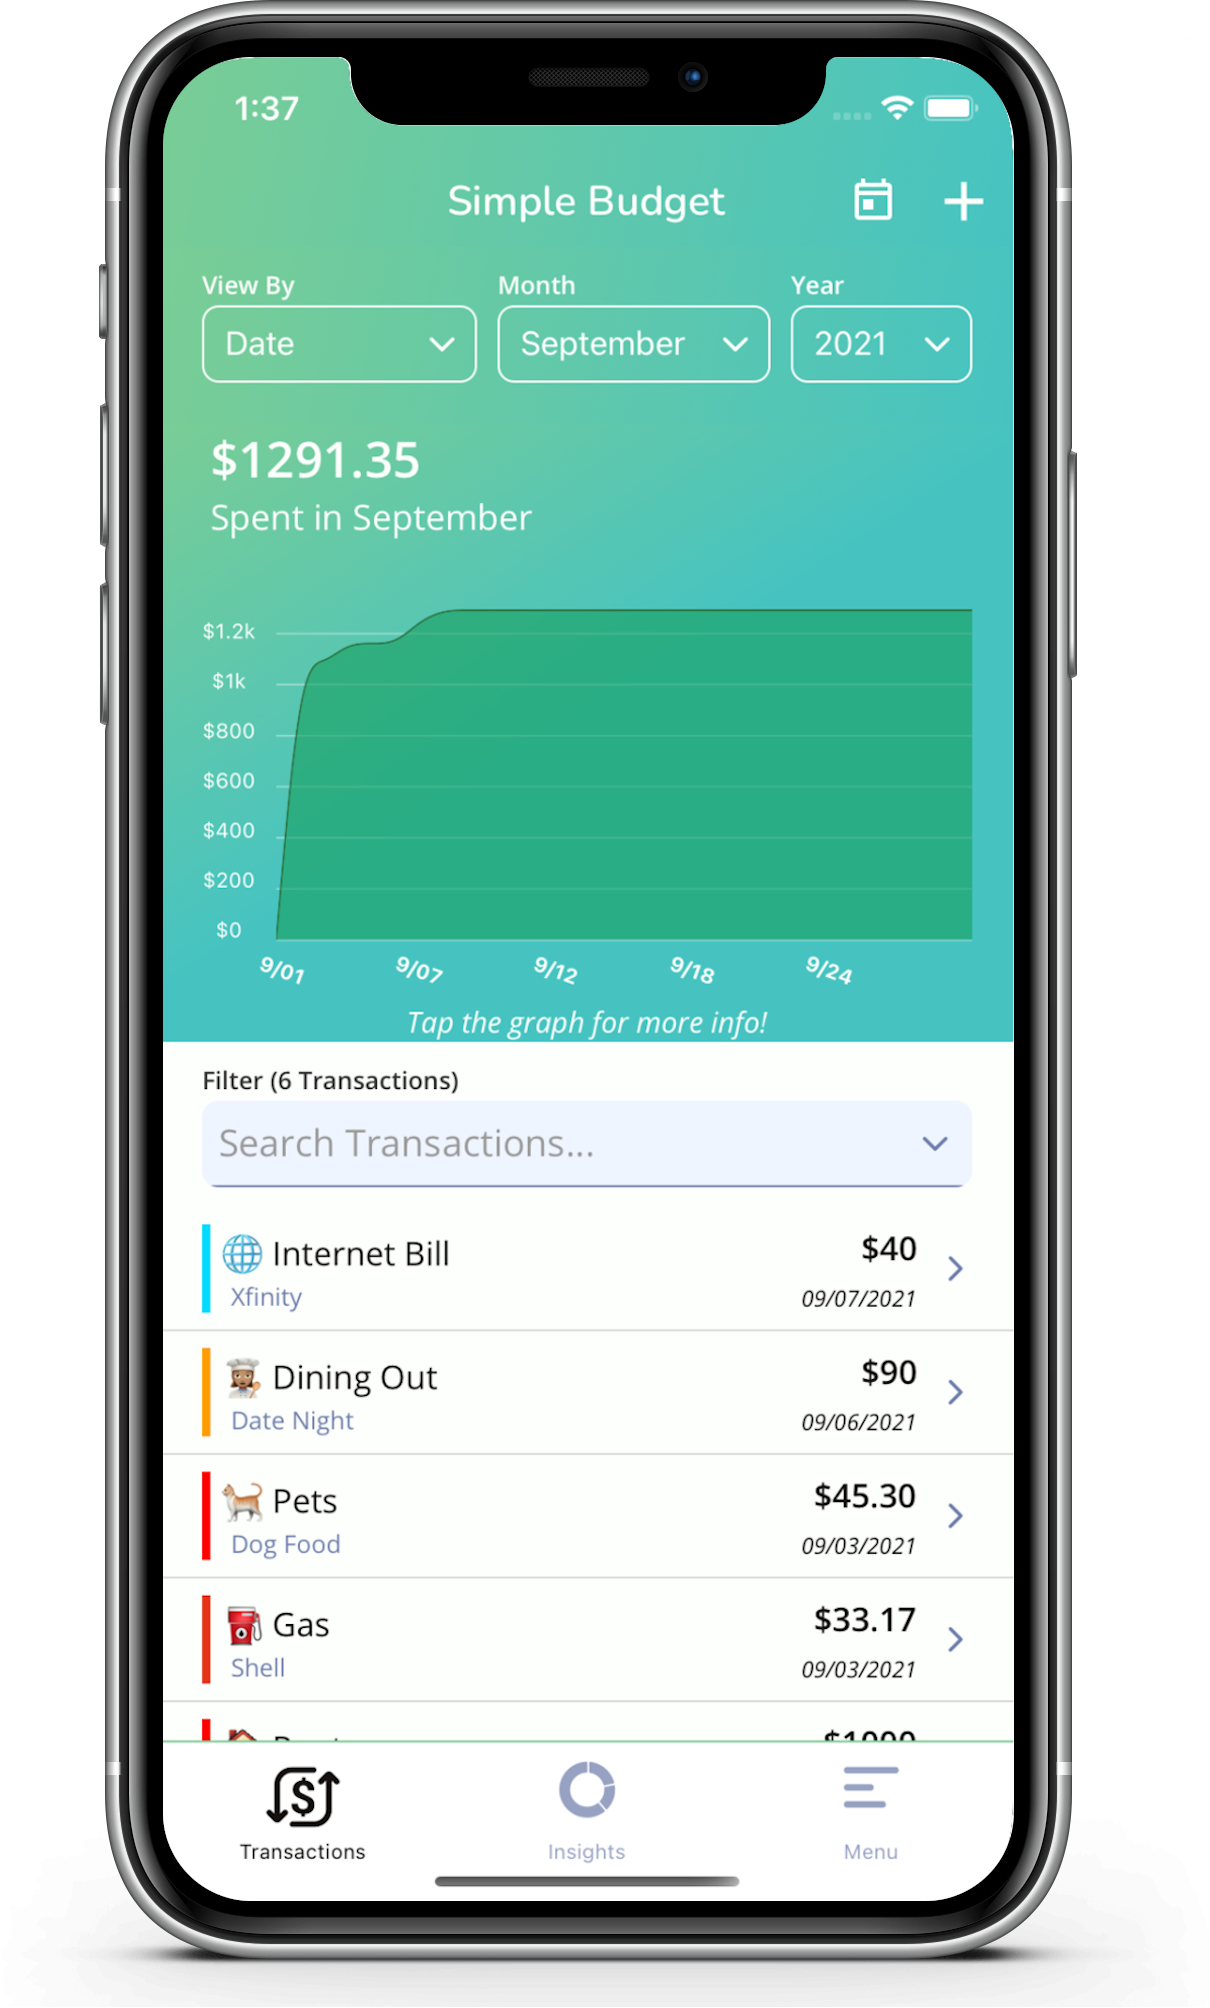 1:37
Simple Budget
View By Month Year
Date September 2021
$1291.35
Spent in September
$1.2k
$1k
$800
$600
$400
$200
$0
9/01 9/07 9/12 9/18 9/24
Tap the graph for more info!
Filter (6 Transactions)
Search Transactions...
Internet Bill $40
Xfinity 09/07/2021
Dining Out $90
Date Night 09/06/2021
Pets $45.30
Dog Food 09/03/2021
Gas $33.17
Shell 09/03/2021
$1000
Transactions Insights Menu